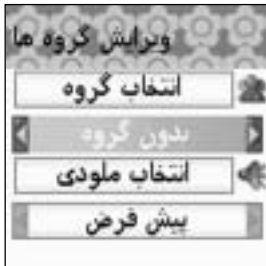 ویرایش گروه ها
انتخاب گروه
بدون گروه
انتخاب ملودی
پیش فرض